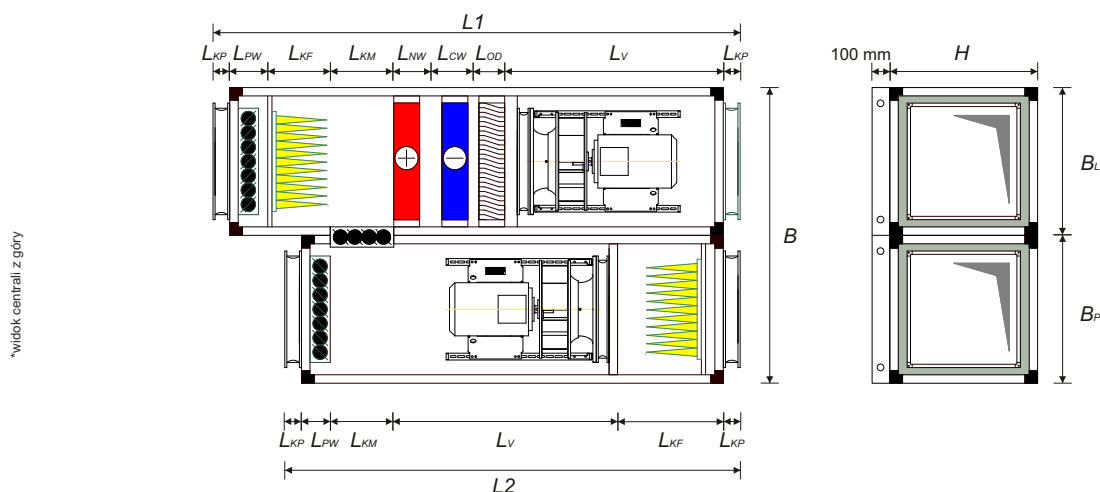 L1
LKP LPW LKF LKM LNW LCW LOD LV LKP
100 mm H
BL
B
BP
*widok centrali z góry
LKP LPW LKM LV LKF LKP
L2